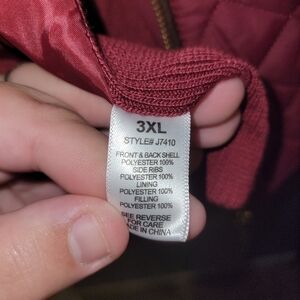 3XL
STYLE# J7410
FRONT & BACK SHELL
POLYESTER 100%
SIDE RIBS
POLYESTER 100%
LINING
POLYESTER 100%
FILLING
POLYESTER 100%
SEE REVERSE
FOR CARE
MADE IN CHINA